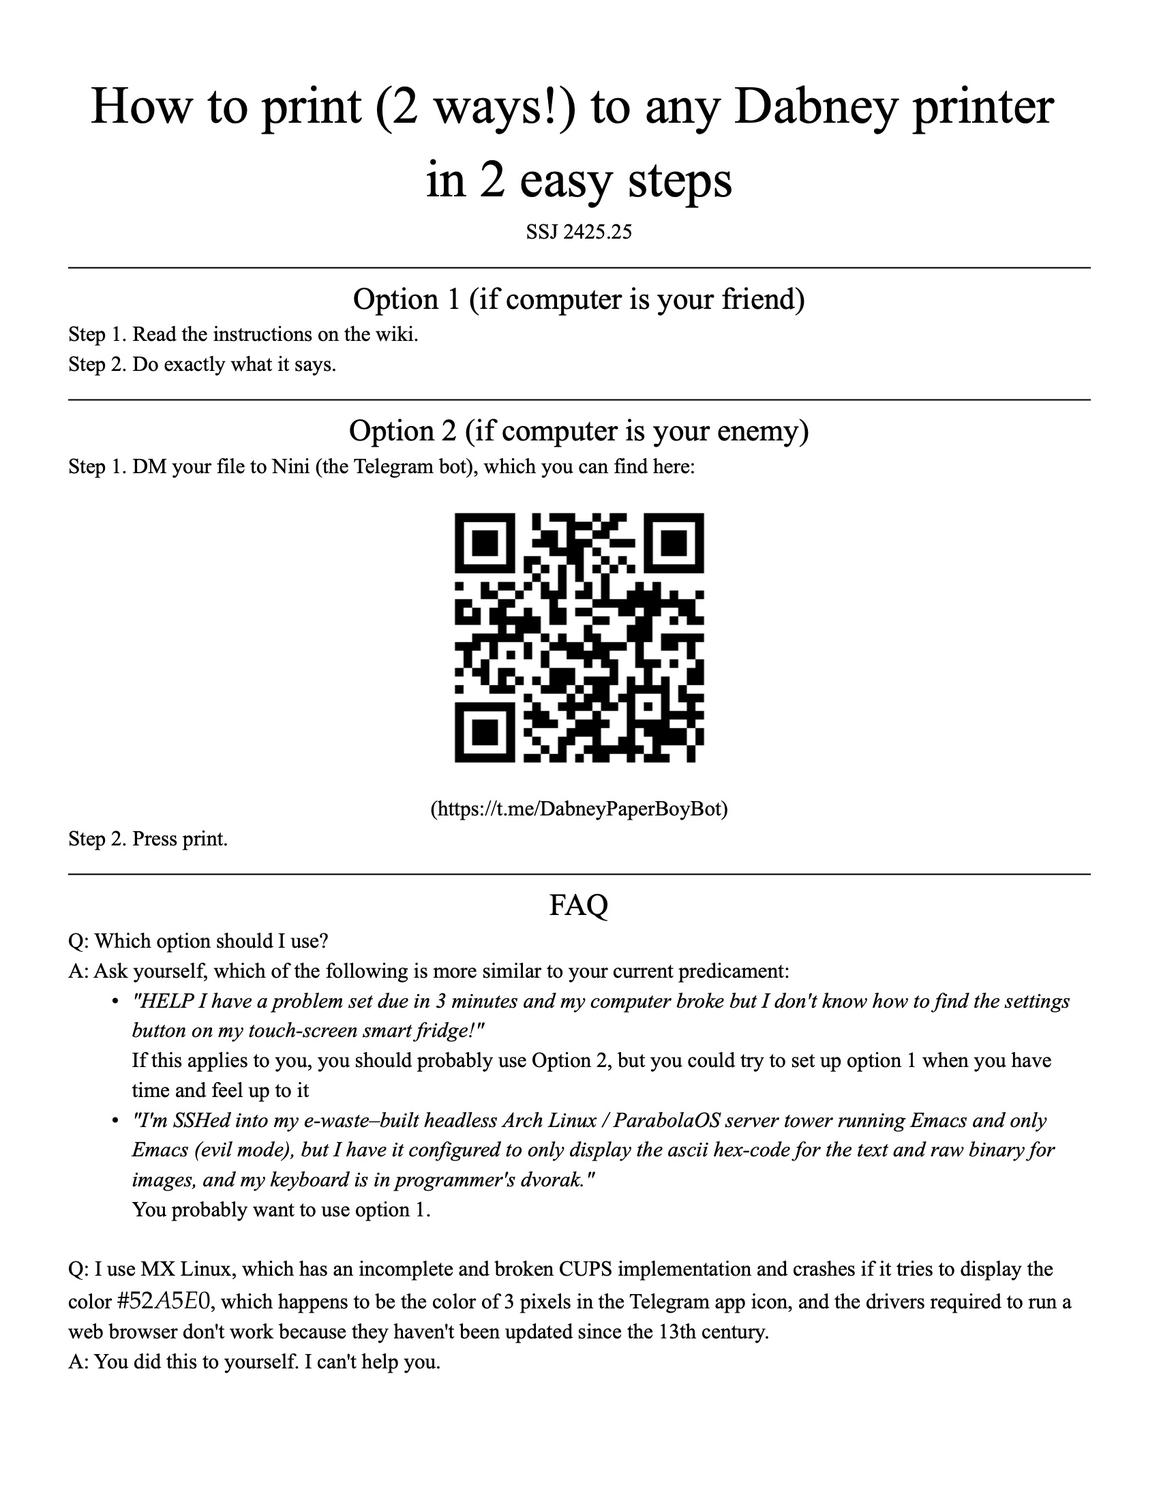 How to print (2 ways!) to any Dabney printer
in 2 easy steps
SSJ 2425.25
Option 1 (if computer is your friend)
Step 1. Read the instructions on the wiki.
Step 2. Do exactly what it says.
Option 2 (if computer is your enemy)
Step 1. DM your file to Nini (the Telegram bot), which you can find here:
(https://t.me/DabneyPaperBoyBot)
Step 2. Press print.
FAQ
Q: Which option should I use?
A: Ask yourself, which of the following is more similar to your current predicament:
• "HELP I have a problem set due in 3 minutes and my computer broke but I don't know how to find the settings
button on my touch-screen smart fridge!"
If this applies to you, you should probably use Option 2, but you could try to set up option 1 when you have
time and feel up to it
• "I'm SSHed into my e-waste–built headless Arch Linux / ParabolaOS server tower running Emacs and only
Emacs (evil mode), but I have it configured to only display the ascii hex-code for the text and raw binary for
images, and my keyboard is in programmer's dvorak."
You probably want to use option 1.
Q: I use MX Linux, which has an incomplete and broken CUPS implementation and crashes if it tries to display the
color #52A5E0, which happens to be the color of 3 pixels in the Telegram app icon, and the drivers required to run a
web browser don't work because they haven't been updated since the 13th century.
A: You did this to yourself. I can't help you.